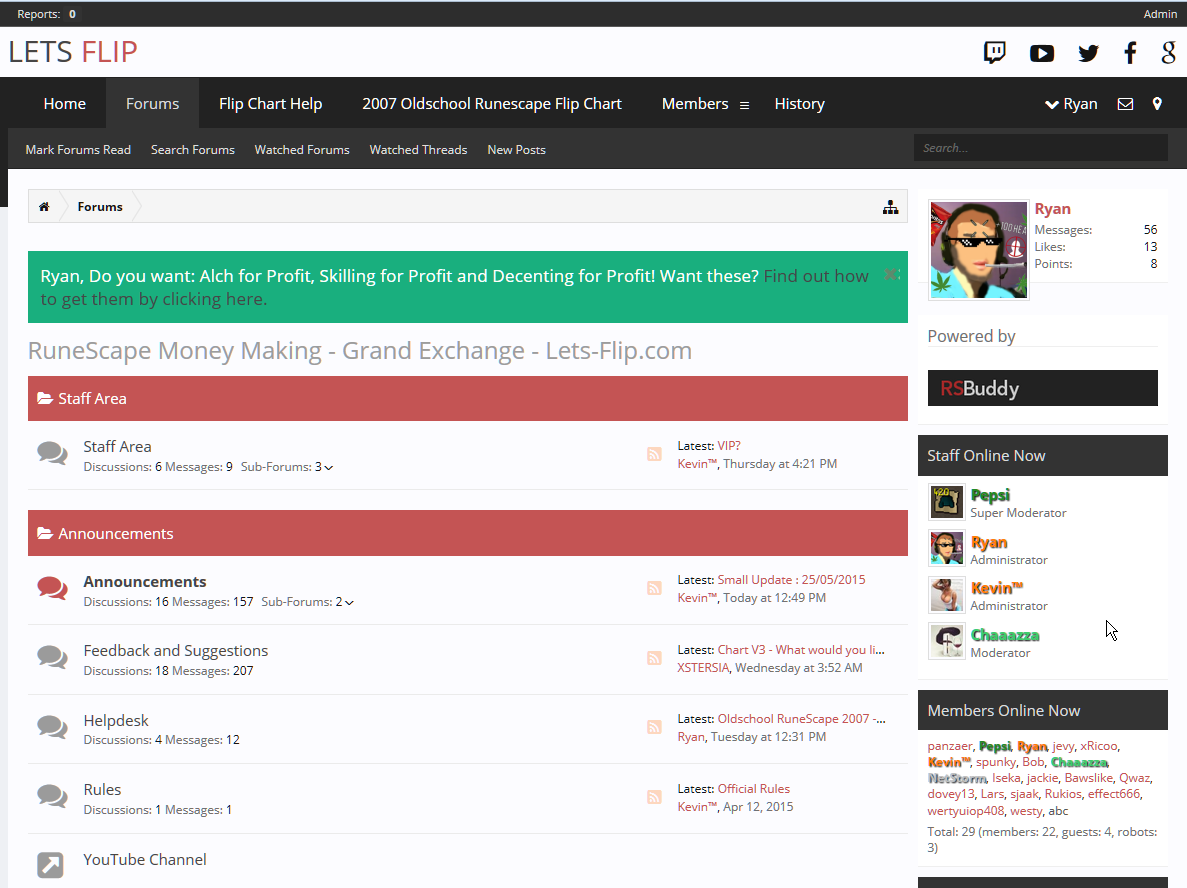 Reports: 0
Admin
LETS FLIP
Home
Forums
Flip Chart Help
2007 Oldschool Runescape Flip Chart
Members
History
Ryan
Mark Forums Read
Search Forums
Watched Forums
Watched Threads
New Posts
Search...
Forums
Ryan, Do you want: Alch for Profit, Skilling for Profit and Decenting for Profit! Want these? Find out how
to get them by clicking here.
RuneScape Money Making - Grand Exchange - Lets-Flip.com
Staff Area
Staff Area
Discussions: 6 Messages: 9 Sub-Forums: 3
Latest: VIP?
Kevin™, Thursday at 4:21 PM
Announcements
Announcements
Discussions: 16 Messages: 157 Sub-Forums: 2
Latest: Small Update : 25/05/2015
Kevin™, Today at 12:49 PM
Feedback and Suggestions
Discussions: 18 Messages: 207
Latest: Chart V3 - What would you li...
XSTERSIA, Wednesday at 3:52 AM
Helpdesk
Discussions: 4 Messages: 12
Latest: Oldschool RuneScape 2007 -...
Ryan, Tuesday at 12:31 PM
Rules
Discussions: 1 Messages: 1
Latest: Official Rules
Kevin™, Apr 12, 2015
YouTube Channel
Ryan
Messages: 56
Likes: 13
Points: 8
Powered by
RSBuddy
Staff Online Now
Pepsi
Super Moderator
Ryan
Administrator
Kevin™
Administrator
Chaaazza
Moderator
Members Online Now
panzaer, Pepsi, Ryan, jevy, xRicoo,
Kevin™, spunky, Bob, Chaaazza,
NetStorm, Iseka, jackie, Bawslike, Qwaz,
dovey13, Lars, sjaak, Rukios, effect666,
wertyuiop408, westy, abc
Total: 29 (members: 22, guests: 4, robots:
3)